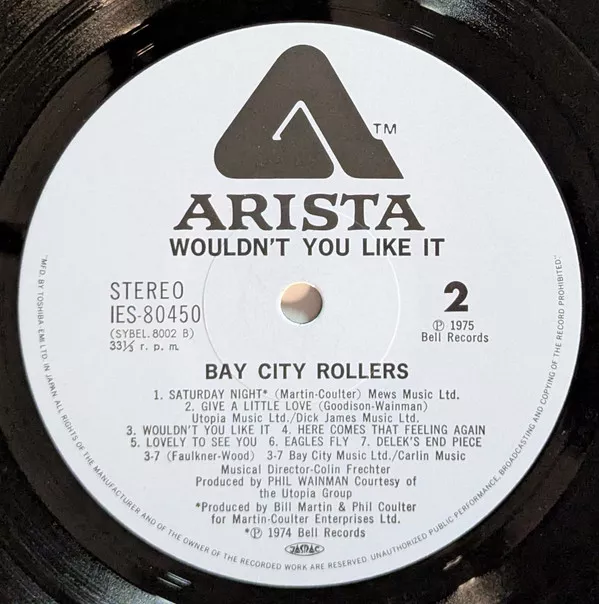 TM
ARISTA
WOULDN'T YOU LIKE IT
STEREO
IES-80450
(SYBEL. 8002 B)
33⅓ r. p. m.
2
℗ 1975
Bell Records
BAY CITY ROLLERS
1. SATURDAY NIGHT* (Martin-Coulter) Mews Music Ltd.
2. GIVE A LITTLE LOVE (Goodison-Wainman)
Utopia Music Ltd./Dick James Music Ltd.
3. WOULDN'T YOU LIKE IT 4. HERE COMES THAT FEELING AGAIN
5. LOVELY TO SEE YOU 6. EAGLES FLY 7. DELEK'S END PIECE
3-7 (Faulkner-Wood) 3-7 Bay City Music Ltd./Carlin Music
Musical Director-Colin Frechter
Produced by PHIL WAINMAN Courtesy of
the Utopia Group
*Produced by Bill Martin & Phil Coulter
for Martin-Coulter Enterprises Ltd.
*℗ 1974 Bell Records
JASRAC
"MFD. BY TOSHIBA EMI LTD. IN JAPAN. ALL RIGHTS OF THE MANUFACTURER AND OF THE OWNER OF THE RECORDED WORK RESERVED. UNAUTHORIZED PUBLIC PERFORMANCE, BROADCASTING AND COPYING OF THE RECORD PROHIBITED."